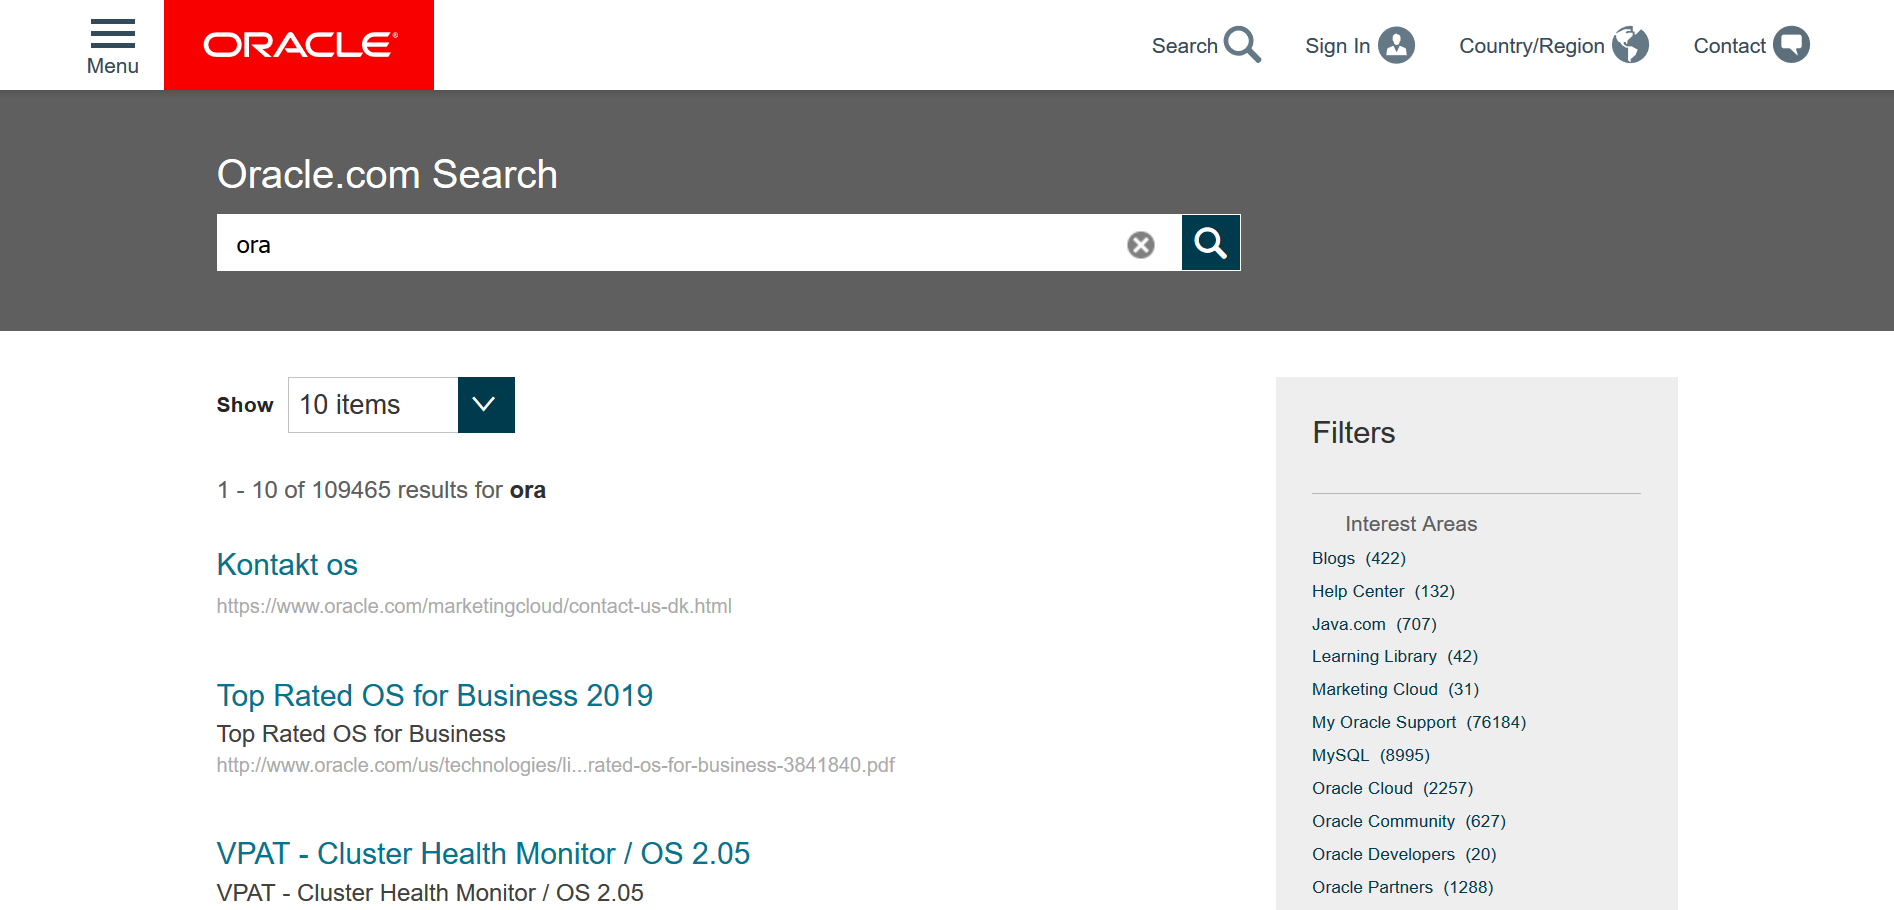 Menu
ORACLE®
Search
Sign In
Country/Region
Contact
Oracle.com Search
ora
Show
10 items
1 - 10 of 109465 results for ora
Kontakt os
https://www.oracle.com/marketingcloud/contact-us-dk.html
Top Rated OS for Business 2019
Top Rated OS for Business
http://www.oracle.com/us/technologies/li...rated-os-for-business-3841840.pdf
VPAT - Cluster Health Monitor / OS 2.05
VPAT - Cluster Health Monitor / OS 2.05
Filters
Interest Areas
Blogs (422)
Help Center (132)
Java.com (707)
Learning Library (42)
Marketing Cloud (31)
My Oracle Support (76184)
MySQL (8995)
Oracle Cloud (2257)
Oracle Community (627)
Oracle Developers (20)
Oracle Partners (1288)